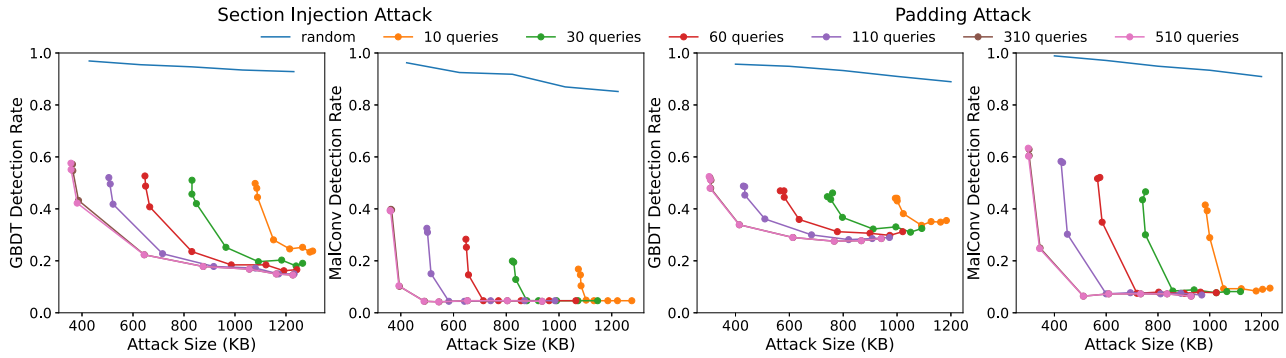 Section Injection Attack
Padding Attack
random
10 queries
30 queries
60 queries
110 queries
310 queries
510 queries
GBDT Detection Rate
1.0
0.8
0.6
0.4
0.2
0.0
400 600 800 1000 1200
Attack Size (KB)
MalConv Detection Rate
1.0
0.8
0.6
0.4
0.2
0.0
400 600 800 1000 1200
Attack Size (KB)
GBDT Detection Rate
1.0
0.8
0.6
0.4
0.2
0.0
400 600 800 1000 1200
Attack Size (KB)
MalConv Detection Rate
1.0
0.8
0.6
0.4
0.2
0.0
400 600 800 1000 1200
Attack Size (KB)